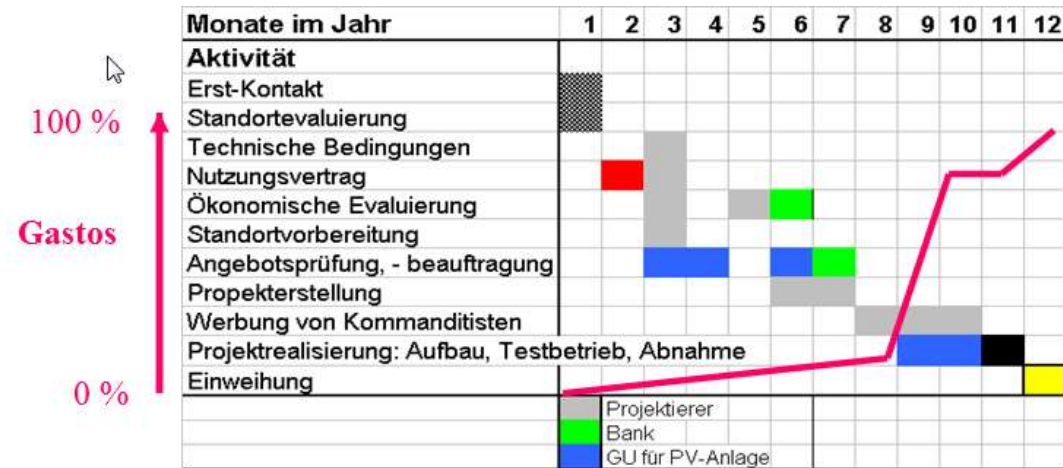 Monate im Jahr 1 2 3 4 5 6 7 8 9 10 11 12
Aktivität
Erst-Kontakt
100 % Standortevaluierung
Technische Bedingungen
Nutzungsvertrag
Ökonomische Evaluierung
Gastos Standortvorbereitung
Angebotsprüfung, - beauftragung
Propekterstellung
Werbung von Kommanditisten
Projektrealisierung: Aufbau, Testbetrieb, Abnahme
0 % Einweihung
Projektierer
Bank
GU für PV-Anlage